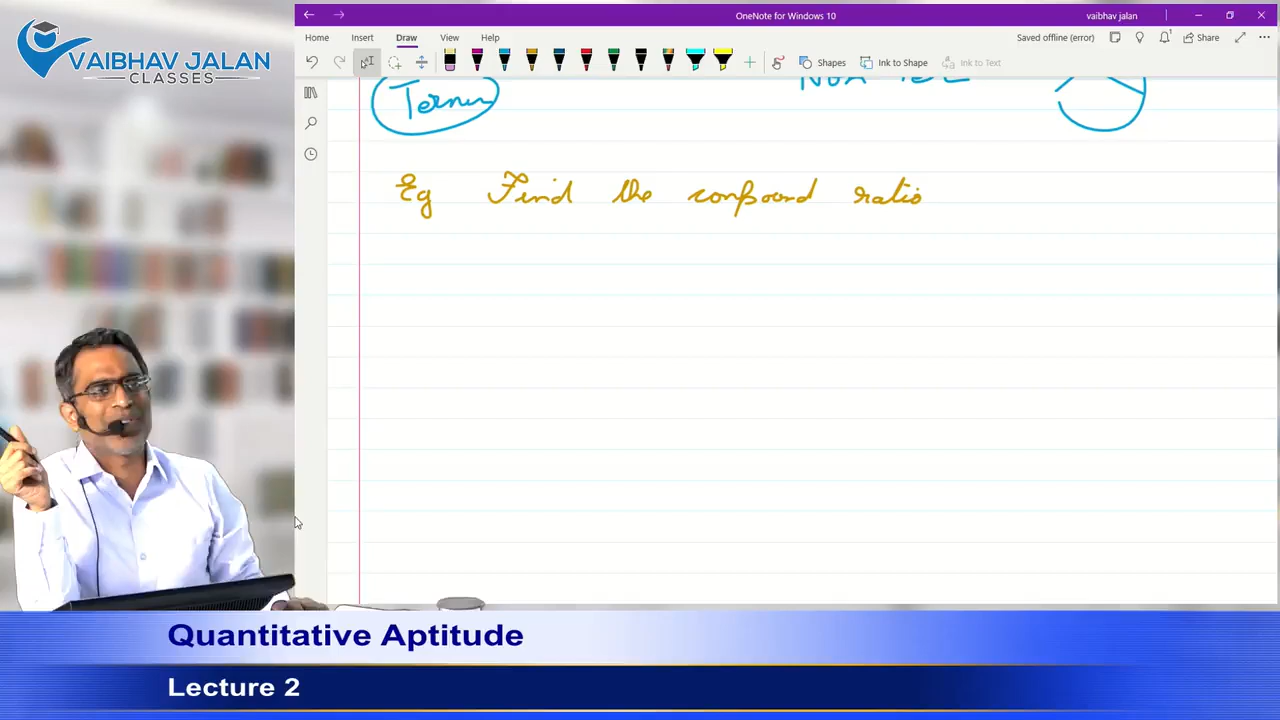 VAIBHAV JALAN
CLASSES
OneNote for Windows 10
vaibhav jalan
Home Insert Draw View Help
Saved offline (error)
Share
Shapes
Ink to Shape
Ink to Text
Eg Find the compound ratio
Quantitative Aptitude
Lecture 2